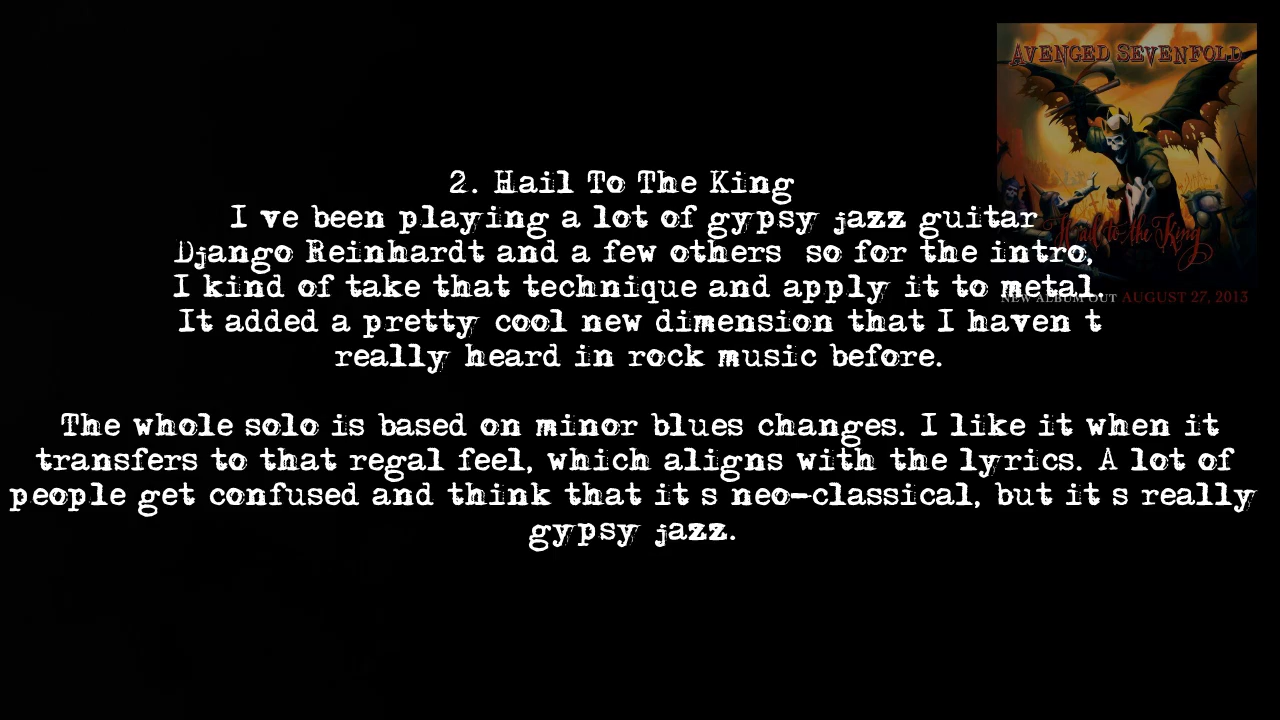 AVENGED SEVENFOLD
2. Hail To The King
I ve been playing a lot of gypsy jazz guitar
Django Reinhardt and a few others  so for the intro,
I kind of take that technique and apply it to metal.
It added a pretty cool new dimension that I haven t
really heard in rock music before.
The whole solo is based on minor blues changes. I like it when it
transfers to that regal feel, which aligns with the lyrics. A lot of
people get confused and think that it s neo-classical, but it s really
gypsy jazz.
Hail to the King
NEW ALBUM OUT AUGUST 27, 2013